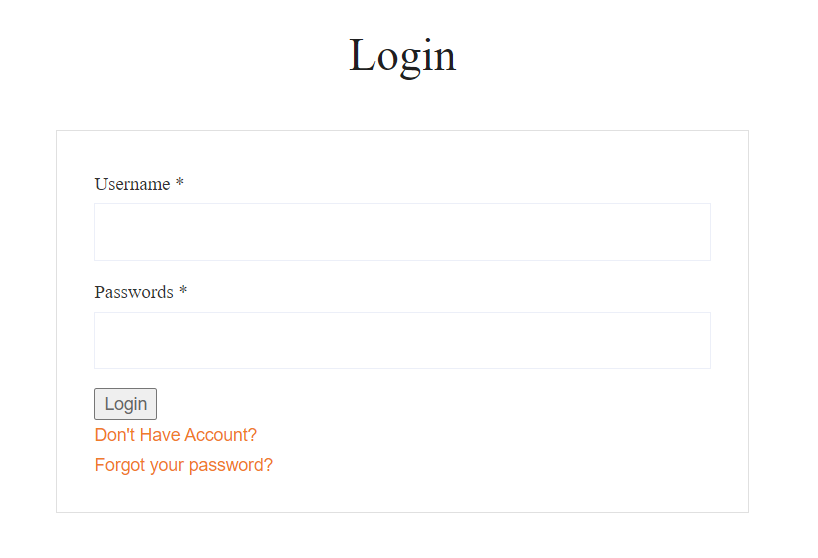 Login
Username *
Passwords *
Login
Don't Have Account?
Forgot your password?